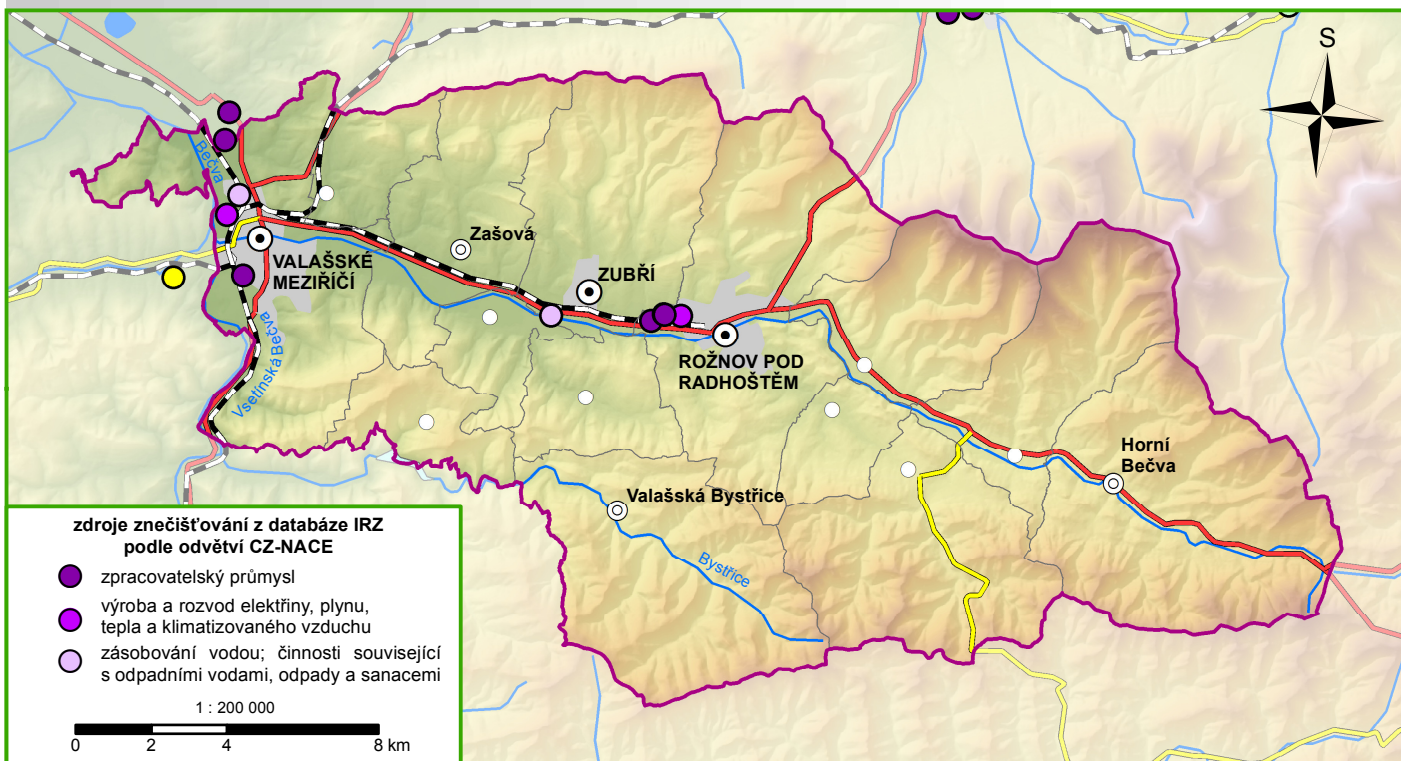 S
Bečva
Zašová
VALAŠSKÉ
MEZIŘÍČÍ
ZUBŘÍ
Vsetínská Bečva
ROŽNOV POD
RADHOŠTĚM
Horní
Bečva
Valašská Bystřice
Bystřice
zdroje znečišťování z databáze IRZ
podle odvětví CZ-NACE
zpracovatelský průmysl
výroba a rozvod elektřiny, plynu,
tepla a klimatizovaného vzduchu
zásobování vodou; činnosti související
s odpadními vodami, odpady a sanacemi
1 : 200 000
0 2 4 8 km